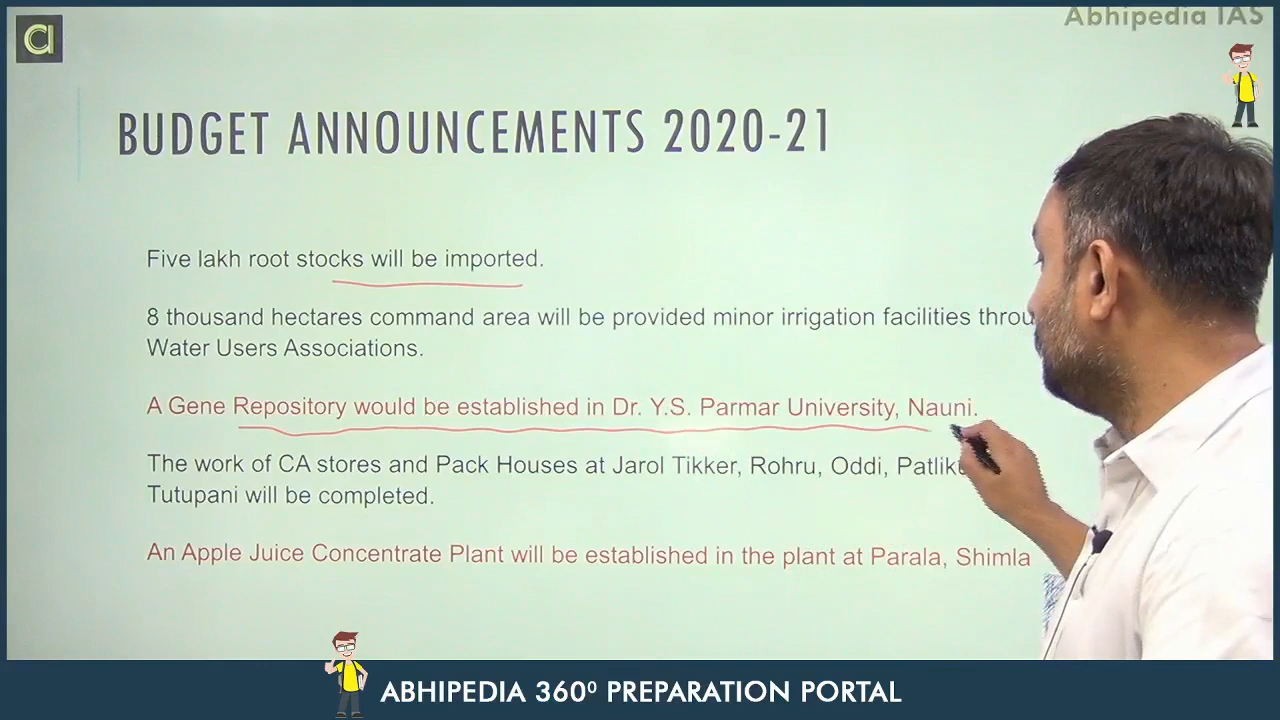 Abhipedia IAS
BUDGET ANNOUNCEMENTS 2020-21
Five lakh root stocks will be imported.
8 thousand hectares command area will be provided minor irrigation facilities
Water Users Associations.
A Gene Repository would be established in Dr. Y.S. Parmar University, Nauni.
The work of CA stores and Pack Houses at Jarol Tikker, Rohru, Oddi,
Tutupani will be completed.
An Apple Juice Concentrate Plant will be established in the plant at Parala, Shimla
ABHIPEDIA 360º PREPARATION PORTAL